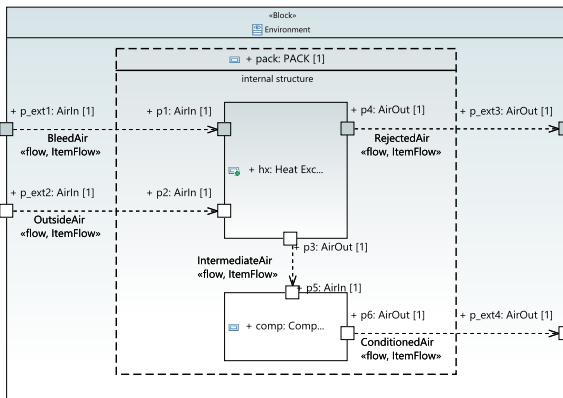 «Block»
Environment
+ pack: PACK [1]
internal structure
+ p_ext1: AirIn [1]
+ p1: AirIn [1]
+ p4: AirOut [1]
+ p_ext3: AirOut [1]
BleedAir
«flow, ItemFlow»
RejectedAir
«flow, ItemFlow»
+ hx: Heat Exc...
+ p_ext2: AirIn [1]
+ p2: AirIn [1]
OutsideAir
«flow, ItemFlow»
+ p3: AirOut [1]
IntermediateAir
«flow, ItemFlow»
+ p5: AirIn [1]
+ comp: Comp...
+ p6: AirOut [1]
+ p_ext4: AirOut [1]
ConditionedAir
«flow, ItemFlow»